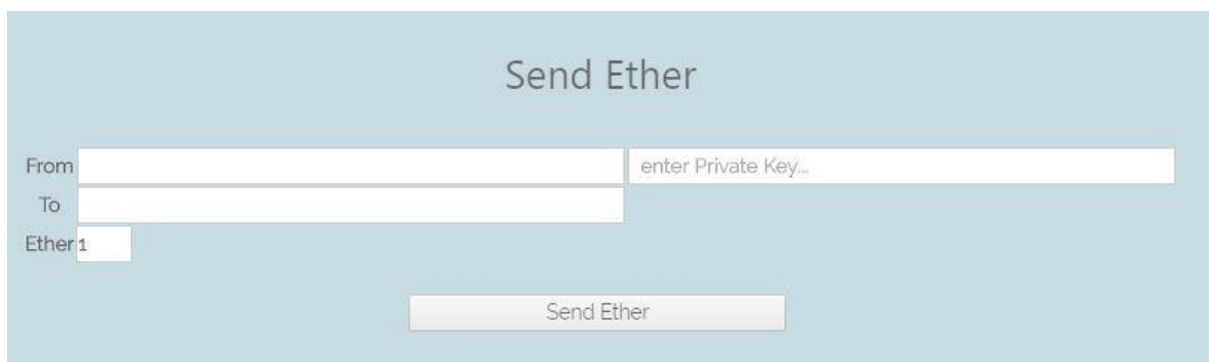 Send Ether
From enter Private Key...
To
Ether 1
Send Ether